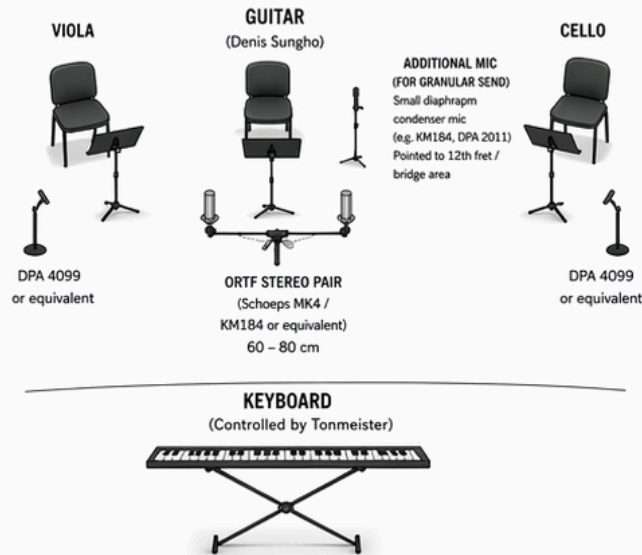 VIOLA
GUITAR
(Denis Sungho)
CELLO
ADDITIONAL MIC
(FOR GRANULAR SEND)
Small diaphrapm
condenser mic
(e.g. KM184, DPA 2011)
Pointed to 12th fret /
bridge area
DPA 4099
or equivalent
ORTF STEREO PAIR
(Schoeps MK4 /
KM184 or equivalent)
60 – 80 cm
DPA 4099
or equivalent
KEYBOARD
(Controlled by Tonmeister)